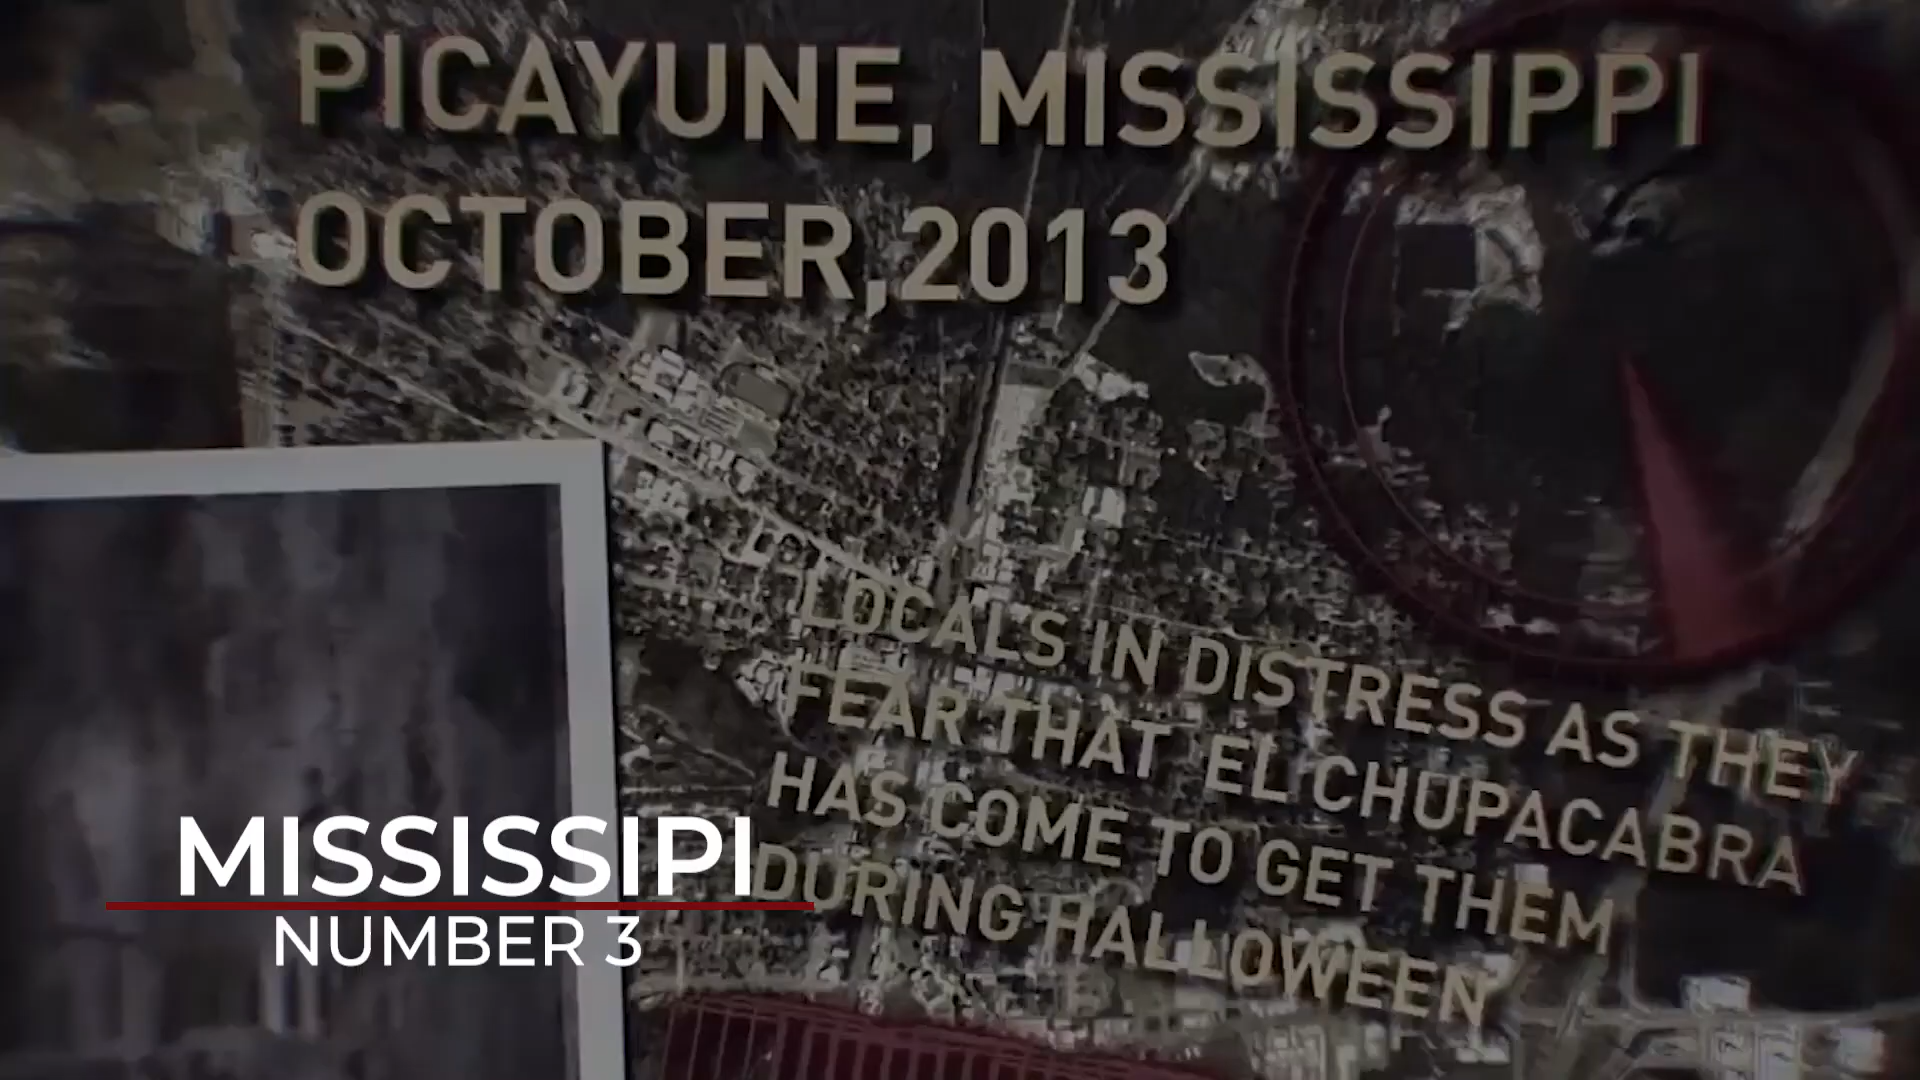 PICAYUNE, MISSISSIPPI
OCTOBER,2013
LOCALS IN DISTRESS AS THEY
FEAR THAT EL CHUPACABRA
HAS COME TO GET THEM
DURING HALLOWEEN
MISSISSIPI
NUMBER 3